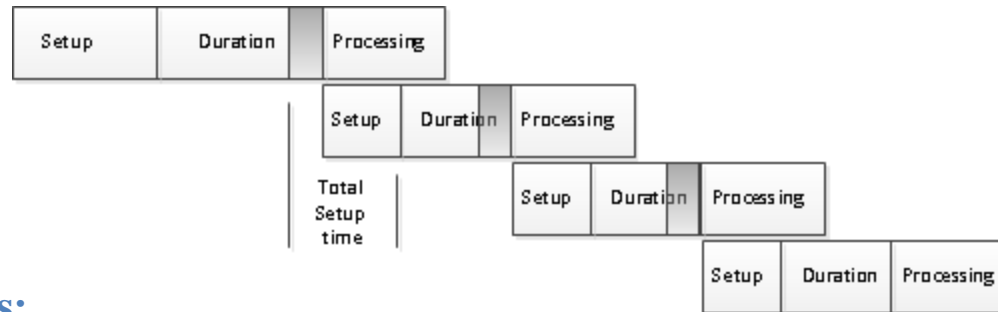 Setup Duration Processing
Setup Duration Processing
Total
Setup
time
Setup Duration Processing
Setup Duration Processing
s: